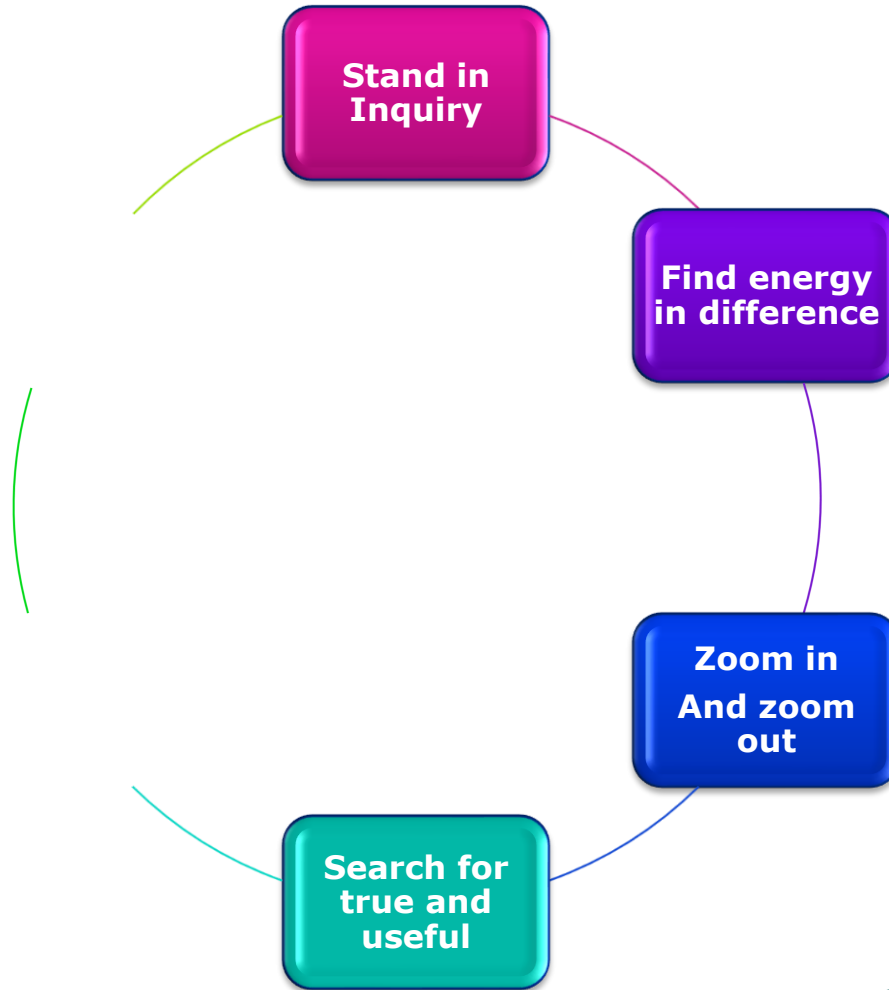 Stand in
Inquiry
Find energy
in difference
Zoom in
And zoom
out
Search for
true and
useful